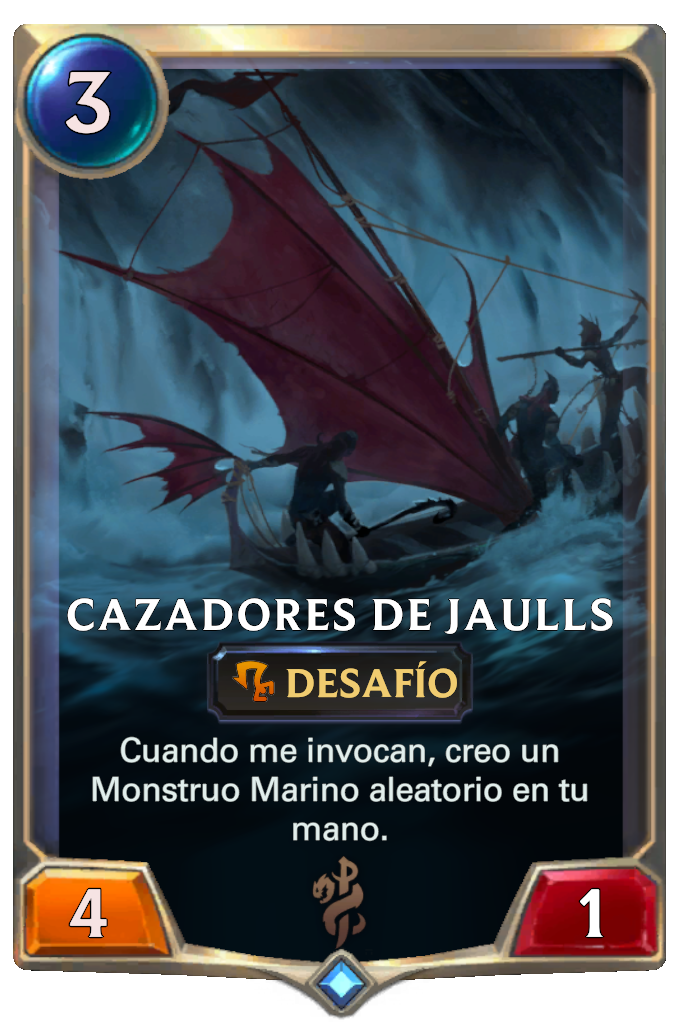 3
CAZADORES DE JAULLS
DESAFÍO
Cuando me invocan, creo un
Monstruo Marino aleatorio en tu
mano.
4
1